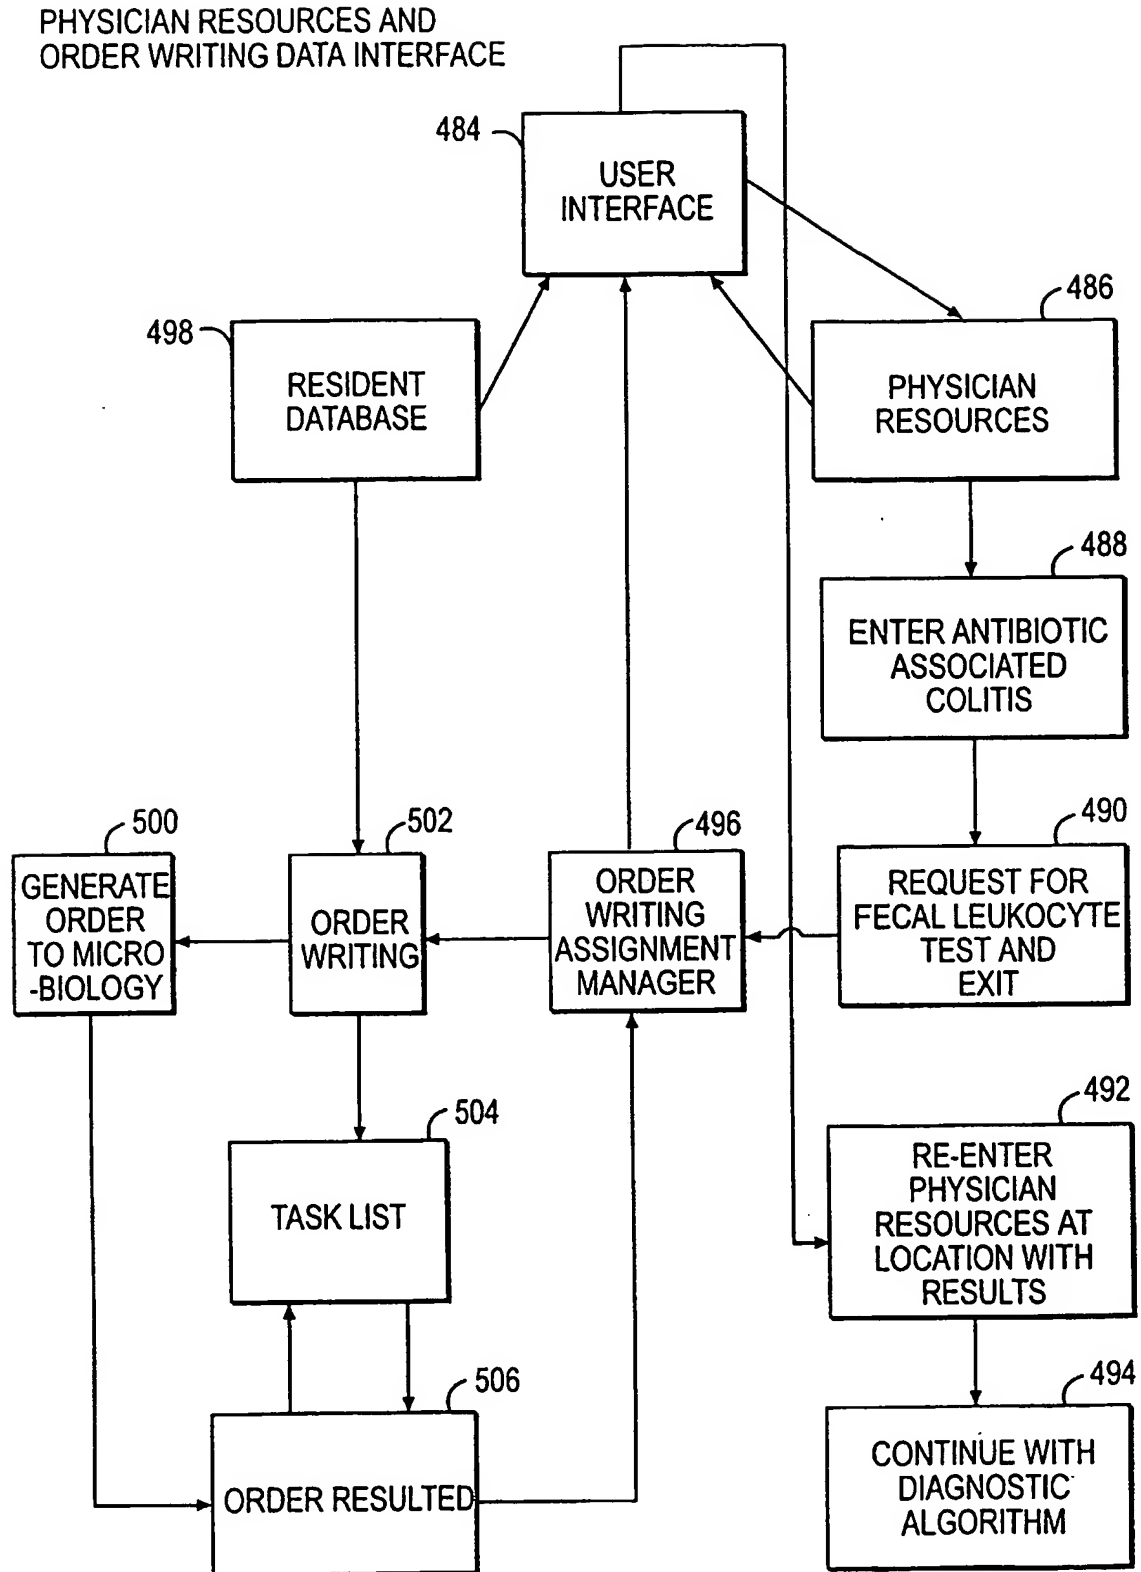 PHYSICIAN RESOURCES AND
ORDER WRITING DATA INTERFACE
484
USER
INTERFACE
486
PHYSICIAN
RESOURCES
498
RESIDENT
DATABASE
488
ENTER ANTIBIOTIC
ASSOCIATED
COLITIS
500
GENERATE
ORDER
TO MICRO
-BIOLOGY
502
ORDER
WRITING
496
ORDER
WRITING
ASSIGNMENT
MANAGER
490
REQUEST FOR
FECAL LEUKOCYTE
TEST AND
EXIT
504
TASK LIST
492
RE-ENTER
PHYSICIAN
RESOURCES AT
LOCATION WITH
RESULTS
506
ORDER RESULTED
494
CONTINUE WITH
DIAGNOSTIC
ALGORITHM